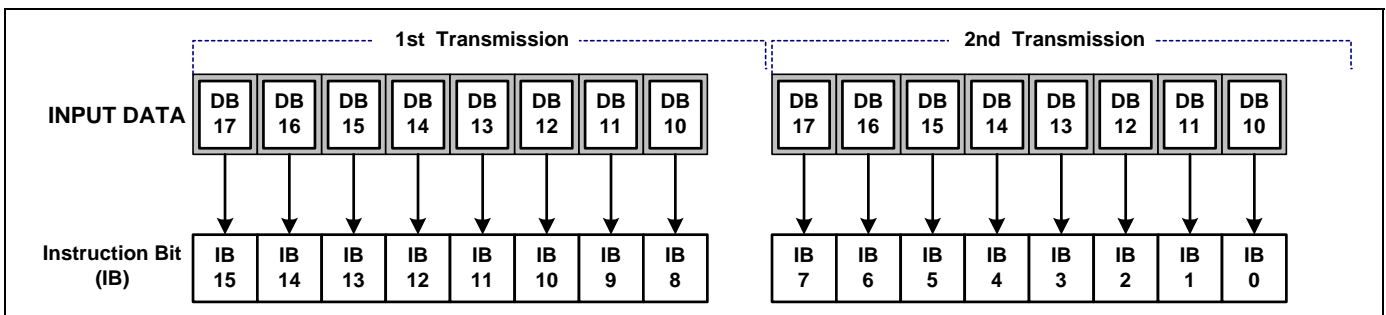 1st Transmission 2nd Transmission
INPUT DATA DB 17 DB 16 DB 15 DB 14 DB 13 DB 12 DB 11 DB 10 DB 17 DB 16 DB 15 DB 14 DB 13 DB 12 DB 11 DB 10
Instruction Bit (IB) IB 15 IB 14 IB 13 IB 12 IB 11 IB 10 IB 9 IB 8 IB 7 IB 6 IB 5 IB 4 IB 3 IB 2 IB 1 IB 0